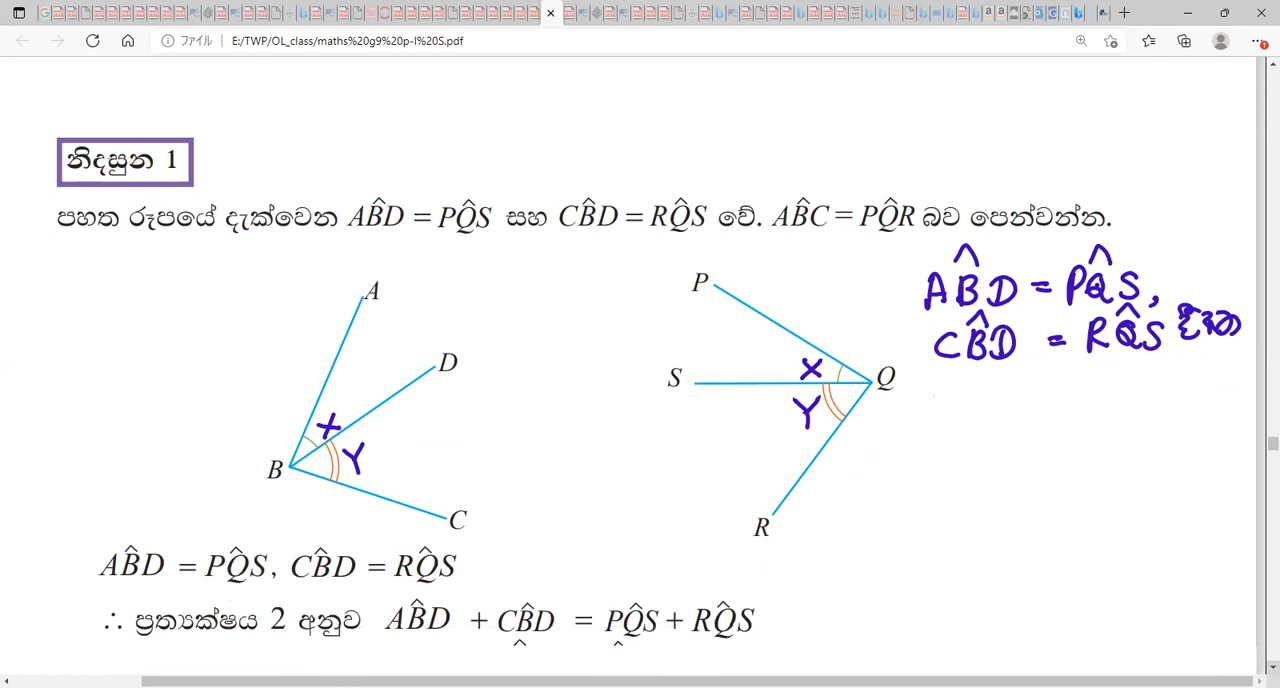 ファイル E:/TWP/OL_class/maths%20g9%20p-I%20S.pdf
නිදසුන 1
පහත රූපයේ දැක්වෙන AB̂D = PQ̂S සහ CB̂D = RQ̂S වේ. AB̂C = PQ̂R බව පෙන්වන්න.
A
D
B
C
X
Y
P
S
Q
R
X
Y
AB̂D = PQ̂S,
CB̂D = RQ̂S
AB̂D = PQ̂S, CB̂D = RQ̂S
∴ ප්‍රත්‍යක්ෂය 2 අනුව AB̂D + CB̂D = PQ̂S + RQ̂S